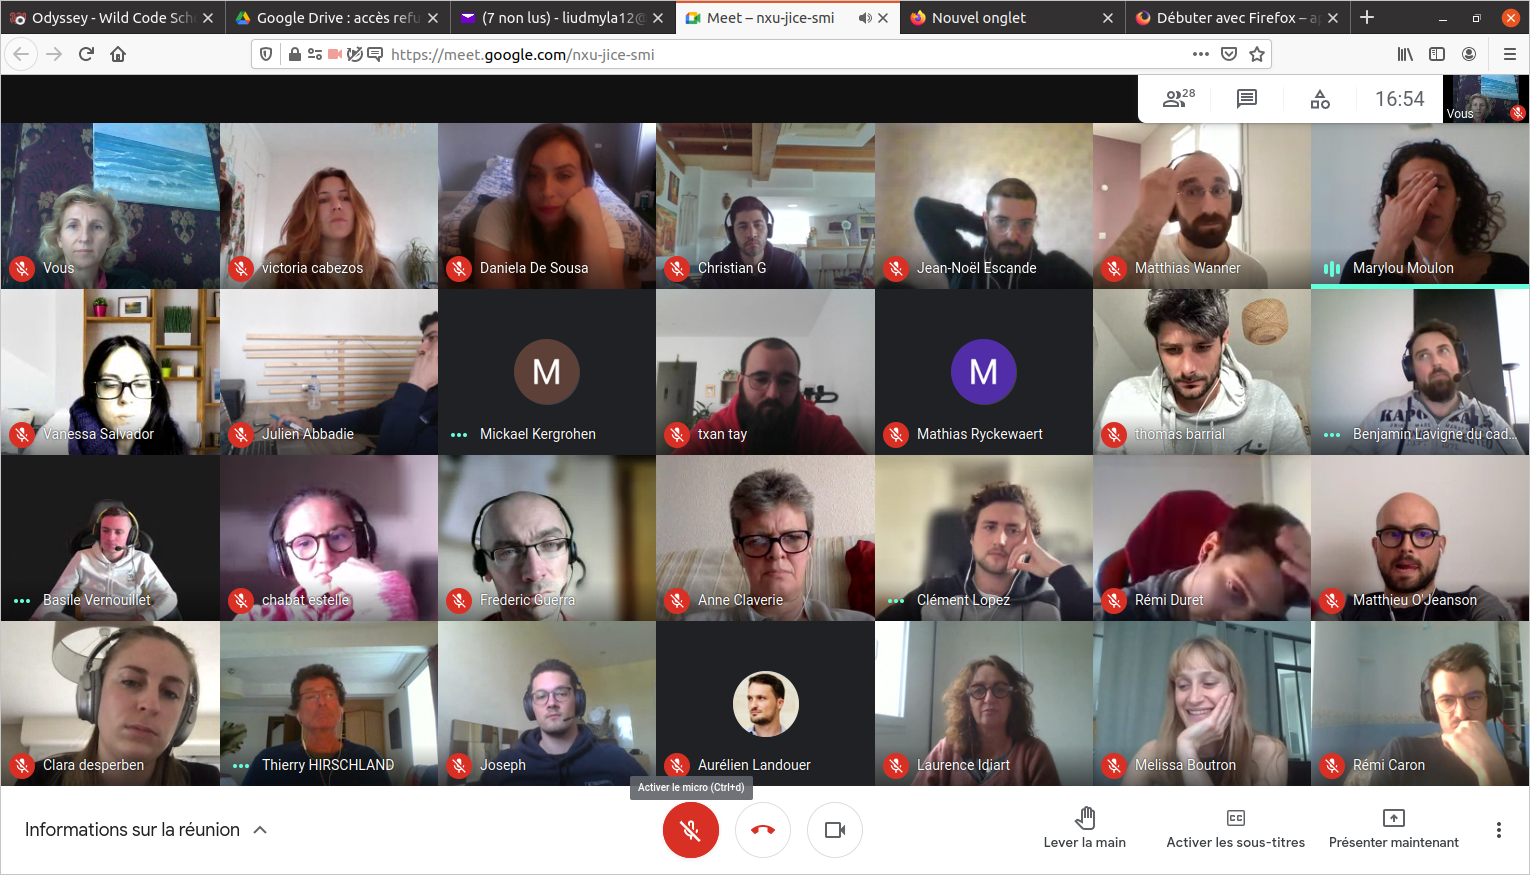 Odyssey - Wild Code Sch
Google Drive : accès refu
(7 non lus) - liudmyla12@
Meet – nxu-jice-smi
Nouvel onglet
Débuter avec Firefox – a
https://meet.google.com/nxu-jice-smi
28
16:54
Vous
Vous
victoria cabezos
Daniela De Sousa
Christian G
Jean-Noël Escande
Matthias Wanner
Marylou Moulon
Vanessa Salvador
Julien Abbadie
M
Mickael Kergrohen
txan tay
M
Mathias Ryckewaert
thomas barrial
KAPO
Benjamin Lavigne du cad...
Basile Vernouillet
chabat estelle
Frederic Guerra
Anne Claverie
Clément Lopez
Rémi Duret
Matthieu O'Jeanson
Clara desperben
Thierry HIRSCHLAND
Joseph
Aurélien Landouer
Laurence Idiart
Melissa Boutron
Rémi Caron
Activer le micro (Ctrl+d)
Informations sur la réunion
Lever la main
CC
Activer les sous-titres
Présenter maintenant